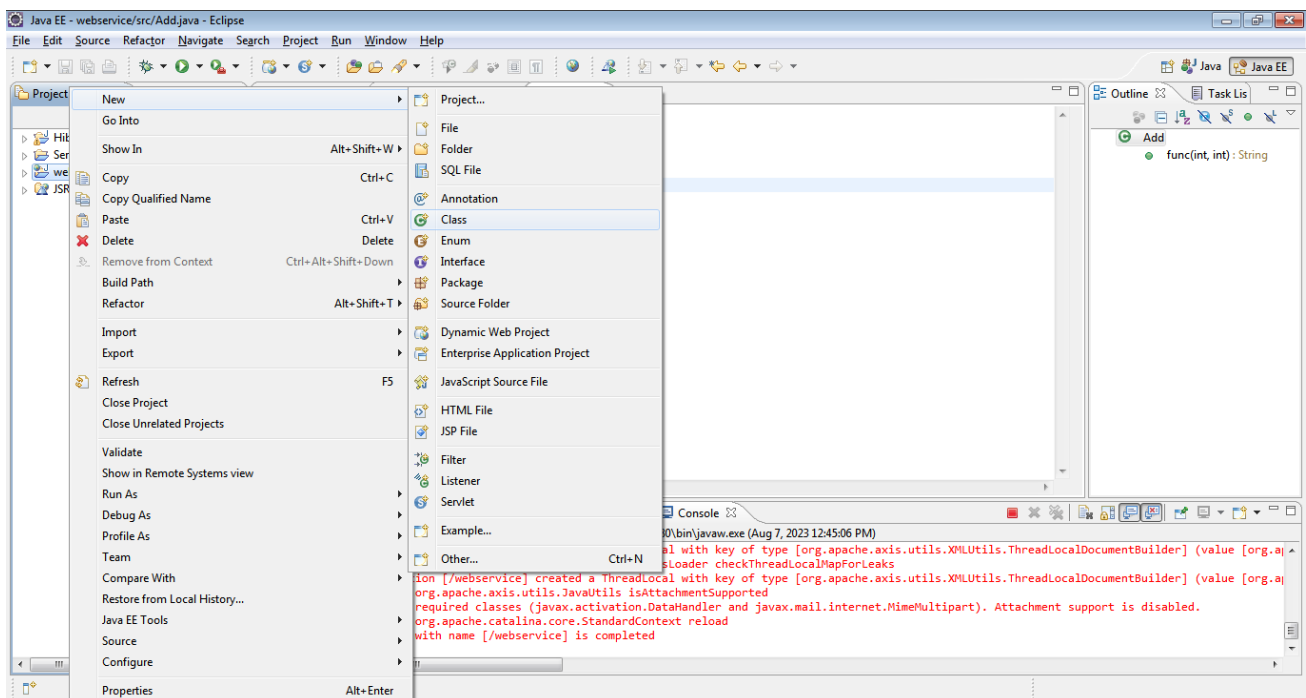 Java EE - webservice/src/Add.java - Eclipse
File Edit Source Refactor Navigate Search Project Run Window Help
Java Java EE
Project
Hib
Ser
we
JSR
New
Go Into
Show In Alt+Shift+W
Copy Ctrl+C
Copy Qualified Name
Paste Ctrl+V
Delete Delete
Remove from Context Ctrl+Alt+Shift+Down
Build Path
Refactor Alt+Shift+T
Import
Export
Refresh F5
Close Project
Close Unrelated Projects
Validate
Show in Remote Systems view
Run As
Debug As
Profile As
Team
Compare With
Restore from Local History...
Java EE Tools
Source
Configure
Properties Alt+Enter
Project...
File
Folder
SQL File
Annotation
Class
Enum
Interface
Package
Source Folder
Dynamic Web Project
Enterprise Application Project
JavaScript Source File
HTML File
JSP File
Filter
Listener
Servlet
Example...
Other... Ctrl+N
Outline Task Lis
Add
func(int, int) : String
Console
\bin\javaw.exe (Aug 7, 2023 12:45:06 PM)
al with key of type [org.apache.axis.utils.XMLUtils.ThreadLocalDocumentBuilder] (value [org.a
sLoader checkThreadLocalMapForLeaks
ion [/webservice] created a ThreadLocal with key of type [org.apache.axis.utils.XMLUtils.ThreadLocalDocumentBuilder] (value [org.a
org.apache.axis.utils.JavaUtils isAttachmentSupported
required classes (javax.activation.DataHandler and javax.mail.internet.MimeMultipart). Attachment support is disabled.
org.apache.catalina.core.StandardContext reload
with name [/webservice] is completed